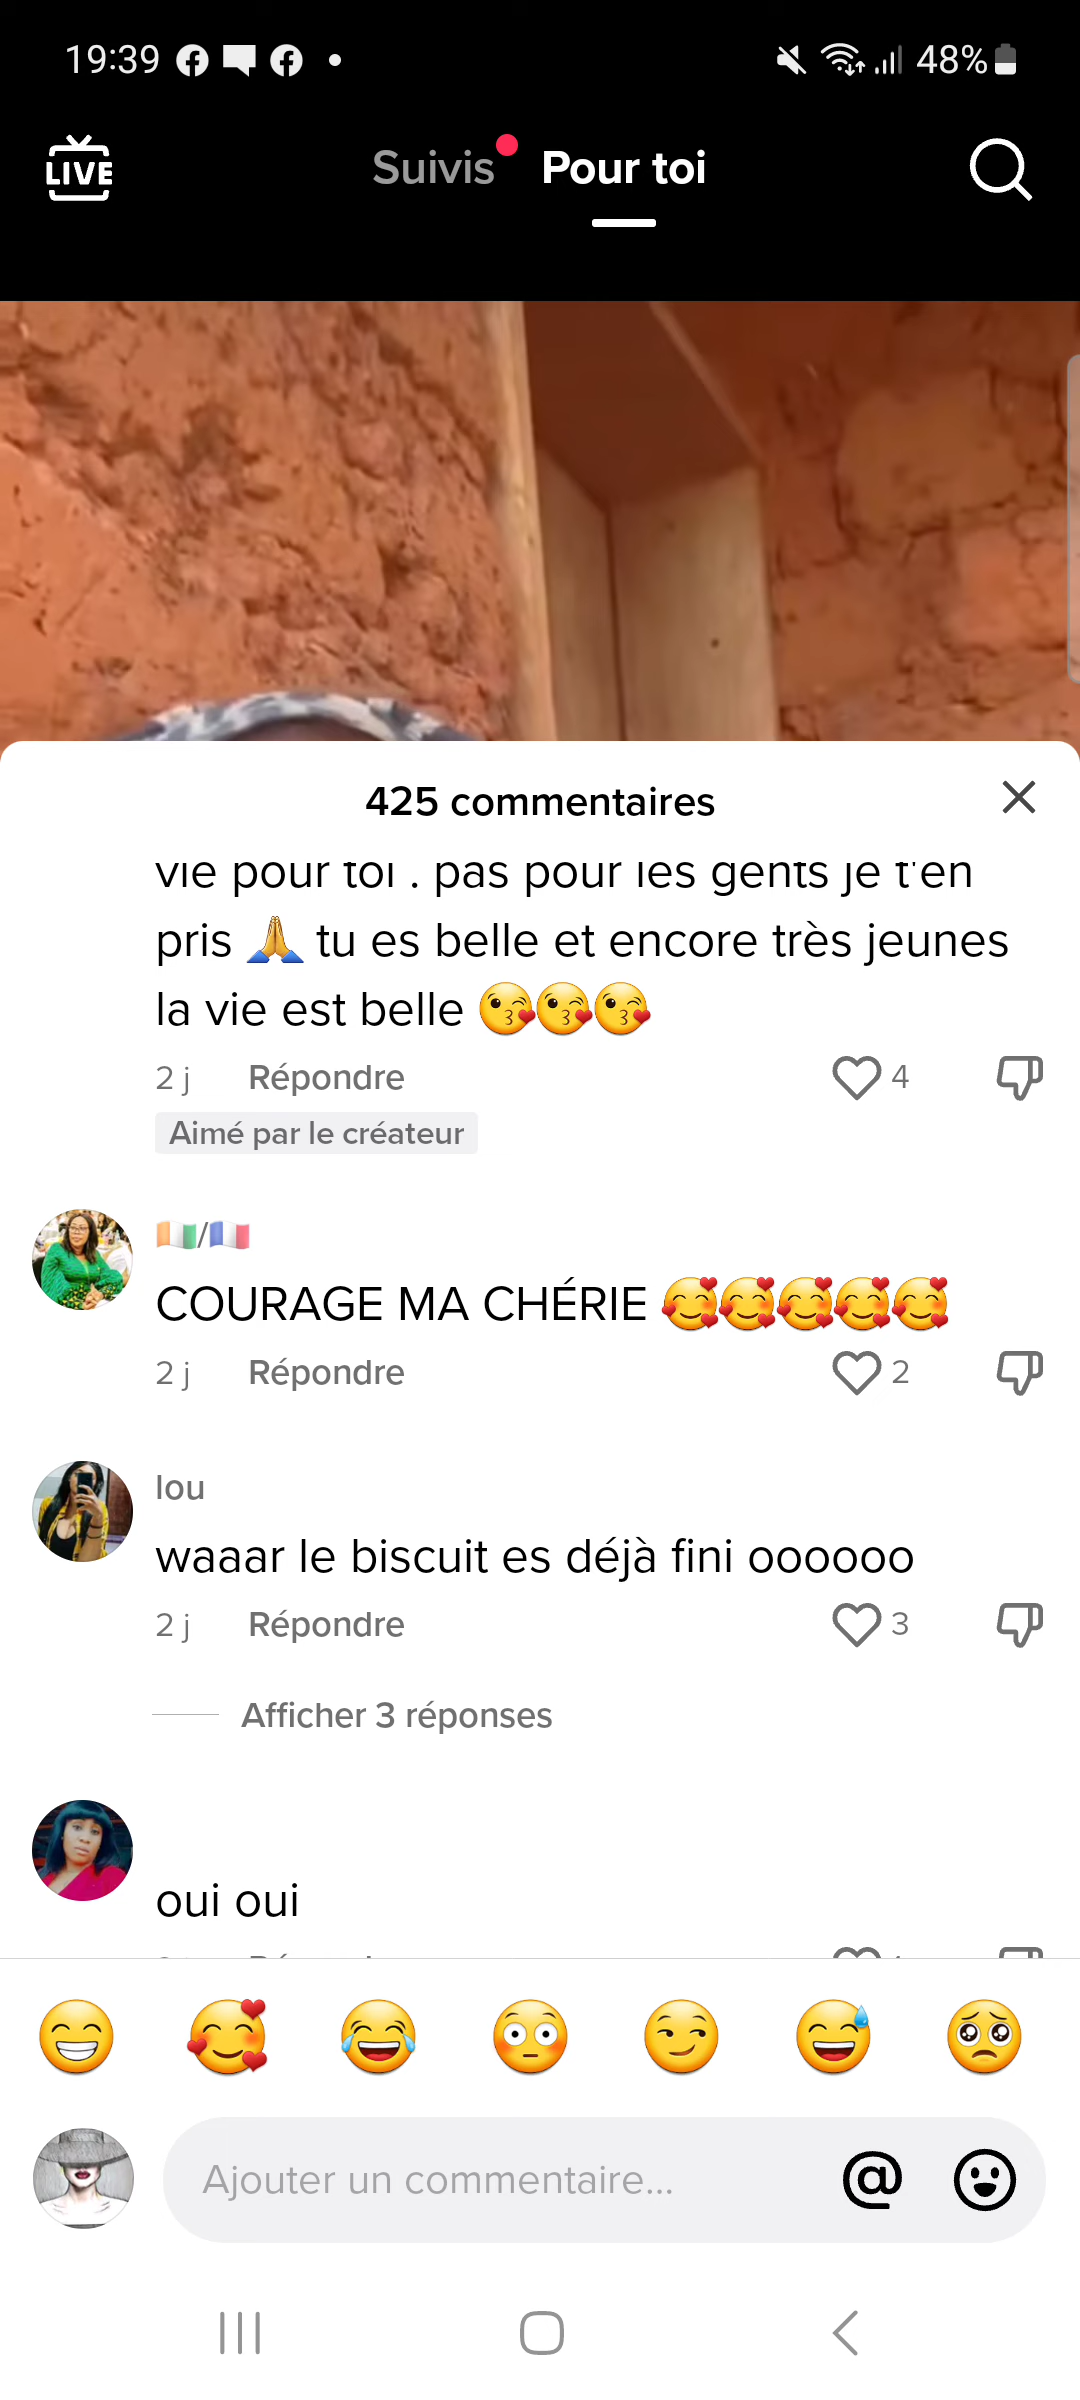 19:39
48%
LIVE
Suivis
Pour toi
425 commentaires
vie pour toi . pas pour les gents je t'en
pris 🙏 tu es belle et encore très jeunes
la vie est belle 😘😘😘
2 j Répondre 4
Aimé par le créateur
🇨🇮/🇫🇷
COURAGE MA CHÉRIE 🥰🥰🥰🥰🥰
2 j Répondre 2
lou
waaar le biscuit es déjà fini oooooo
2 j Répondre 3
Afficher 3 réponses
oui oui
Ajouter un commentaire...